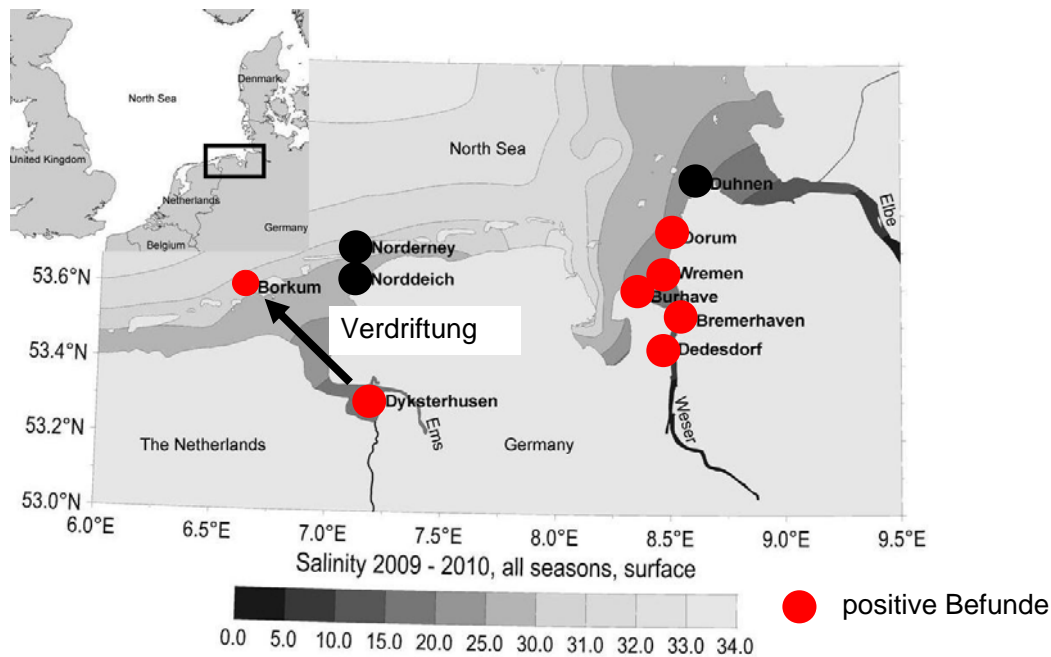 Denmark
North Sea
United Kingdom
Netherlands
Germany
Belgium
North Sea
Duhnen
Elbe
Dorum
Norderney
Norddeich
Wremen
Borkum
Burhave
Bremerhaven
Verdriftung
Dedesdorf
Dyksterhusen
Ems
Weser
The Netherlands
Germany
53.6°N
53.4°N
53.2°N
53.0°N
6.0°E 6.5°E 7.0°E 7.5°E 8.0°E 8.5°E 9.0°E 9.5°E
Salinity 2009 - 2010, all seasons, surface
0.0 5.0 10.0 15.0 20.0 25.0 30.0 31.0 32.0 33.0 34.0
positive Befunde